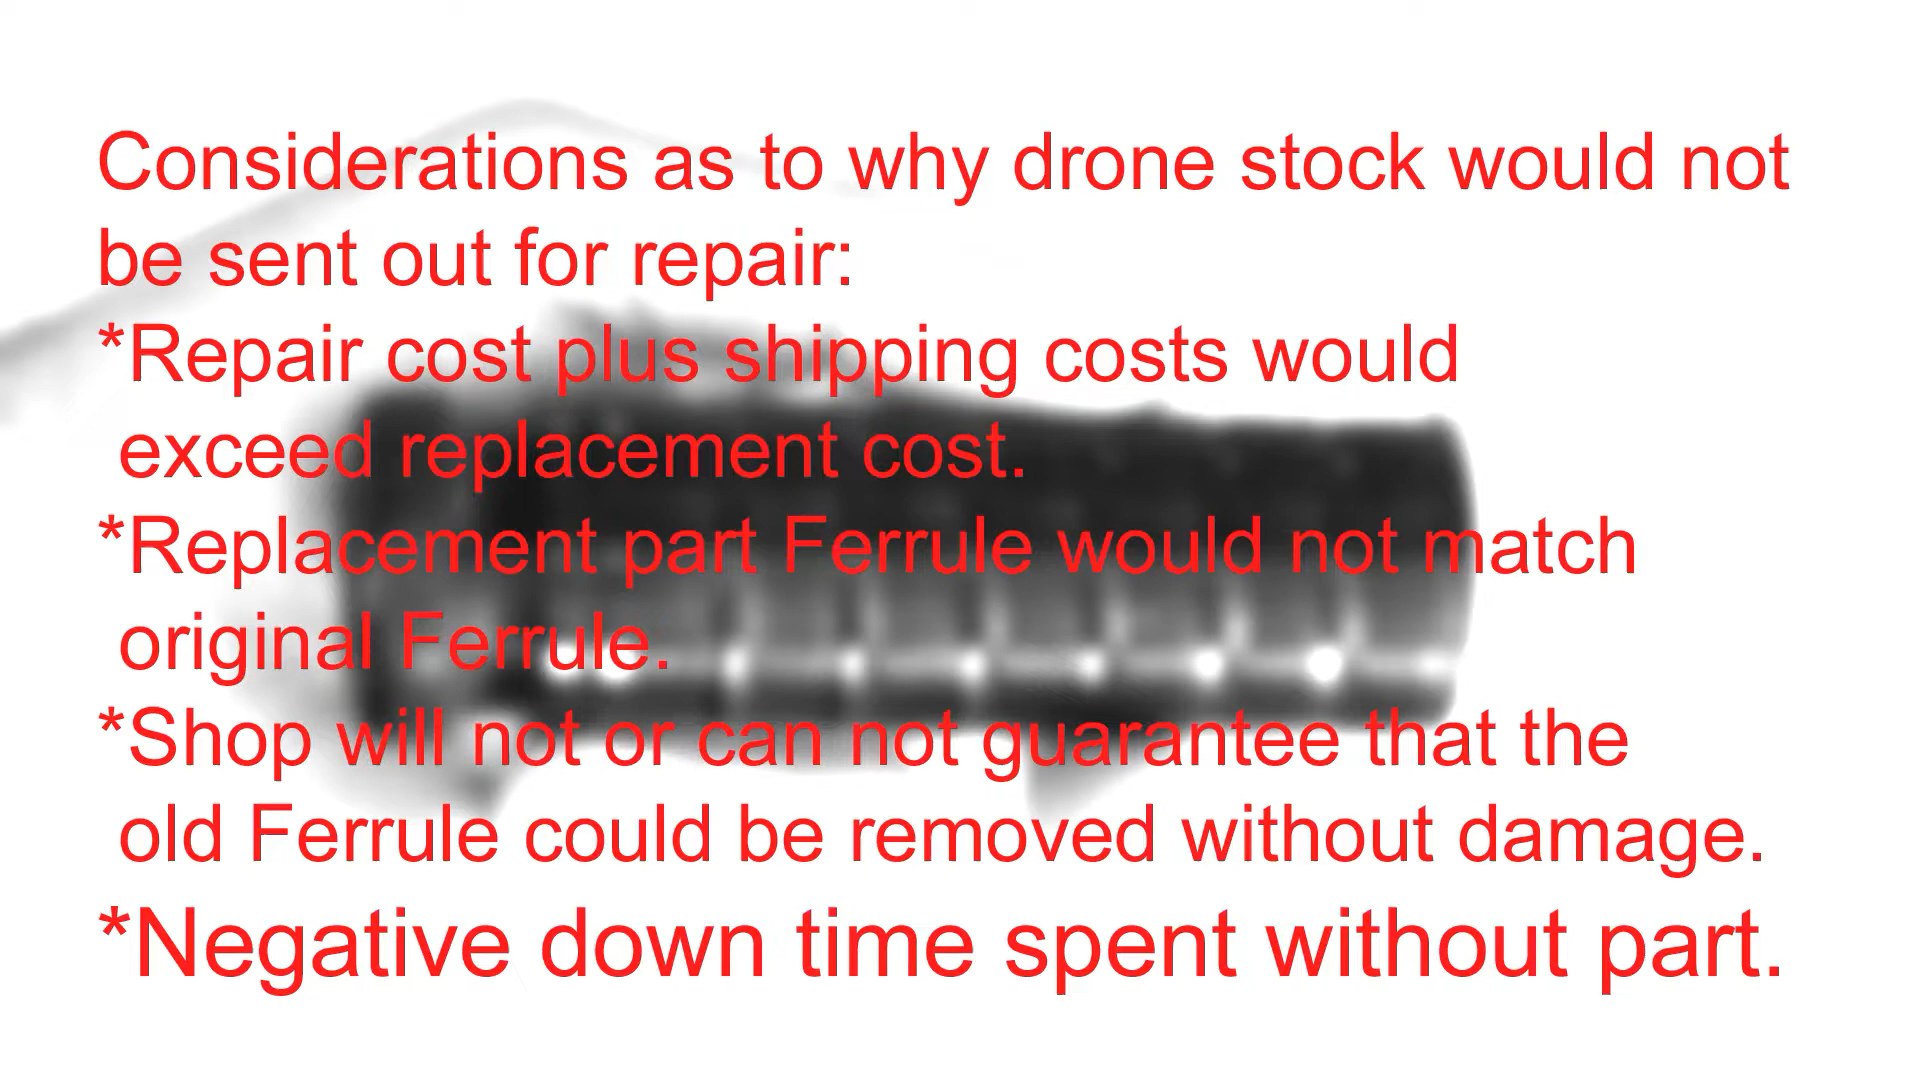 Considerations as to why drone stock would not
be sent out for repair:
*Repair cost plus shipping costs would
exceed replacement cost.
*Replacement part Ferrule would not match
original Ferrule.
*Shop will not or can not guarantee that the
old Ferrule could be removed without damage.
*Negative down time spent without part.